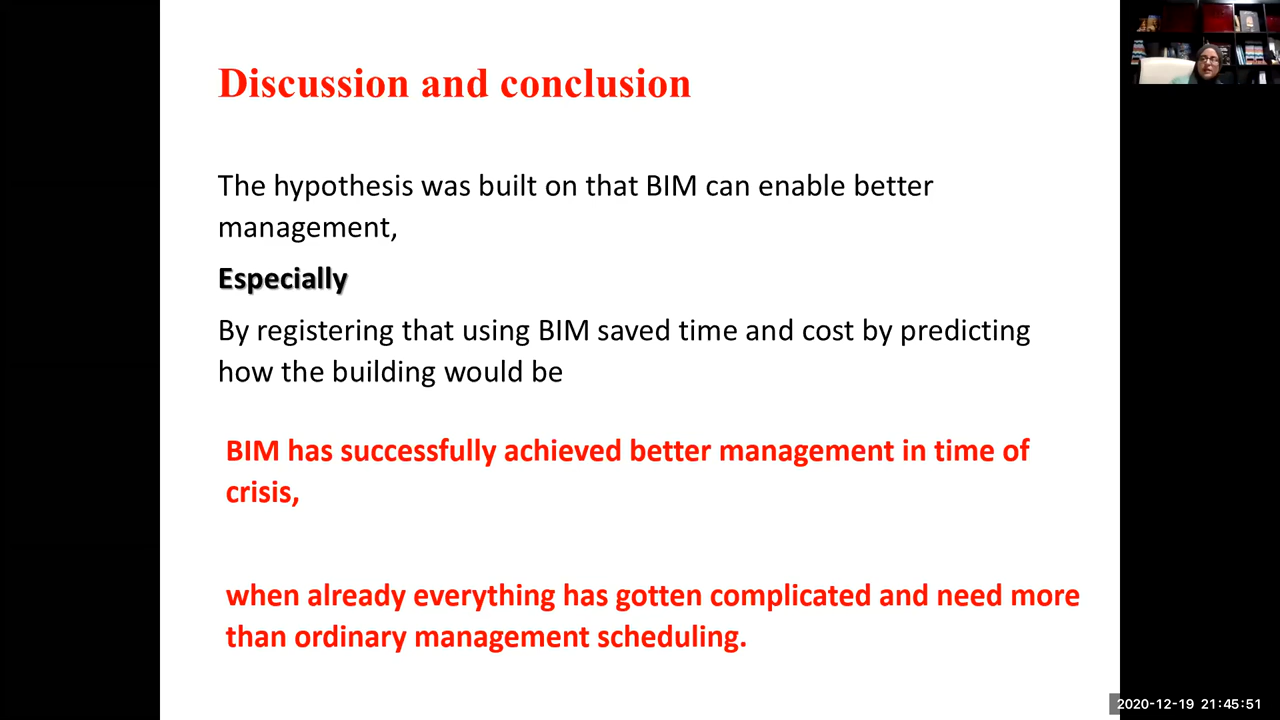 Discussion and conclusion
The hypothesis was built on that BIM can enable better
management,
Especially
By registering that using BIM saved time and cost by predicting
how the building would be
BIM has successfully achieved better management in time of
crisis,
when already everything has gotten complicated and need more
than ordinary management scheduling.
2020-12-19 21:45:51